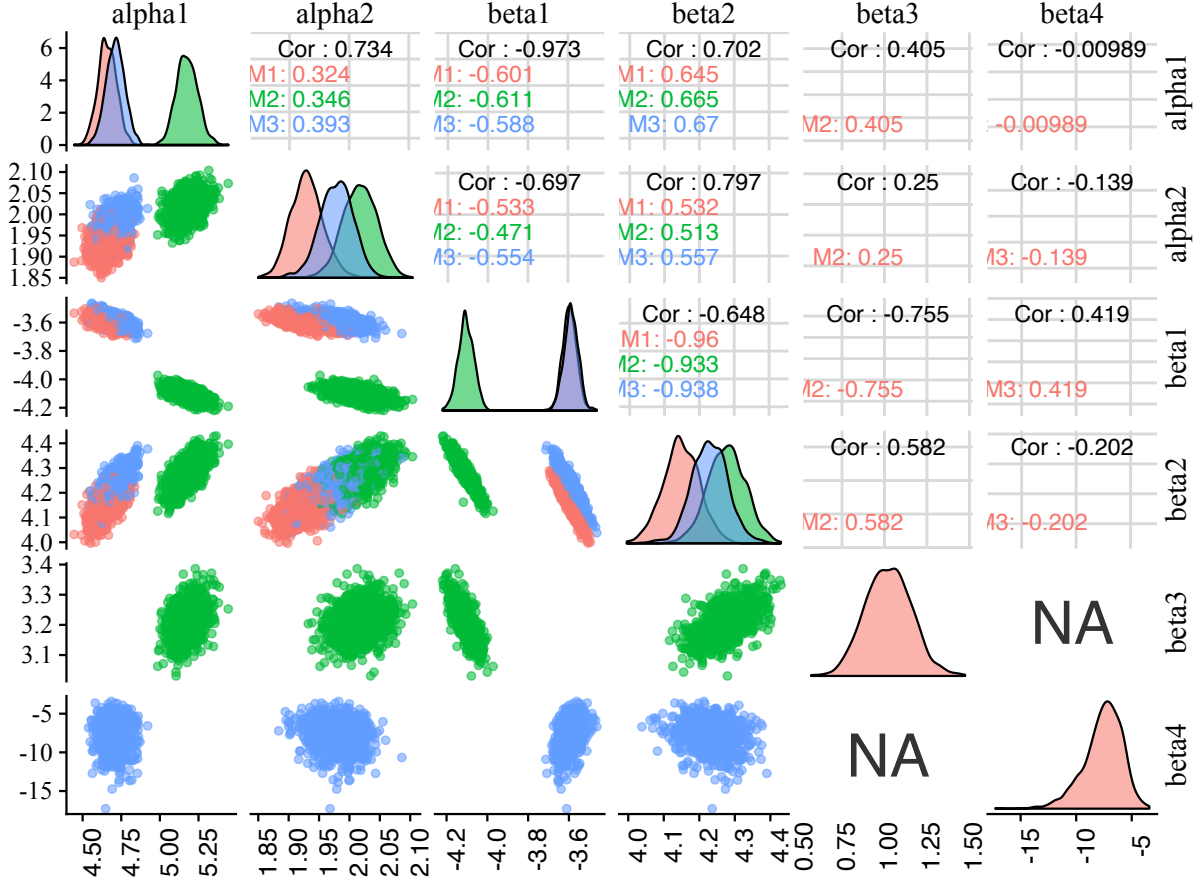 alpha1 alpha2 beta1 beta2 beta3 beta4
6
4
2
0
Cor : 0.734
M1: 0.324
M2: 0.346
M3: 0.393
Cor : -0.973
M1: -0.601
M2: -0.611
M3: -0.588
Cor : 0.702
M1: 0.645
M2: 0.665
M3: 0.67
Cor : 0.405
M2: 0.405
Cor : -0.00989
: -0.00989
alpha1
2.10
2.05
2.00
1.95
1.90
1.85
Cor : -0.697
M1: -0.533
M2: -0.471
M3: -0.554
Cor : 0.797
M1: 0.532
M2: 0.513
M3: 0.557
Cor : 0.25
M2: 0.25
Cor : -0.139
M3: -0.139
alpha2
-3.6
-3.8
-4.0
-4.2
Cor : -0.648
M1: -0.96
M2: -0.933
M3: -0.938
Cor : -0.755
M2: -0.755
Cor : 0.419
M3: 0.419
beta1
4.4
4.3
4.2
4.1
4.0
Cor : 0.582
M2: 0.582
Cor : -0.202
M3: -0.202
beta2
3.4
3.3
3.2
3.1
NA
beta3
-5
-10
-15
NA
beta4
4.50 4.75 5.00 5.25 1.85 1.90 1.95 2.00 2.05 2.10 -4.2 -4.0 -3.8 -3.6 4.0 4.1 4.2 4.3 4.4 0.50 0.75 1.00 1.25 1.50 -15 -10 -5